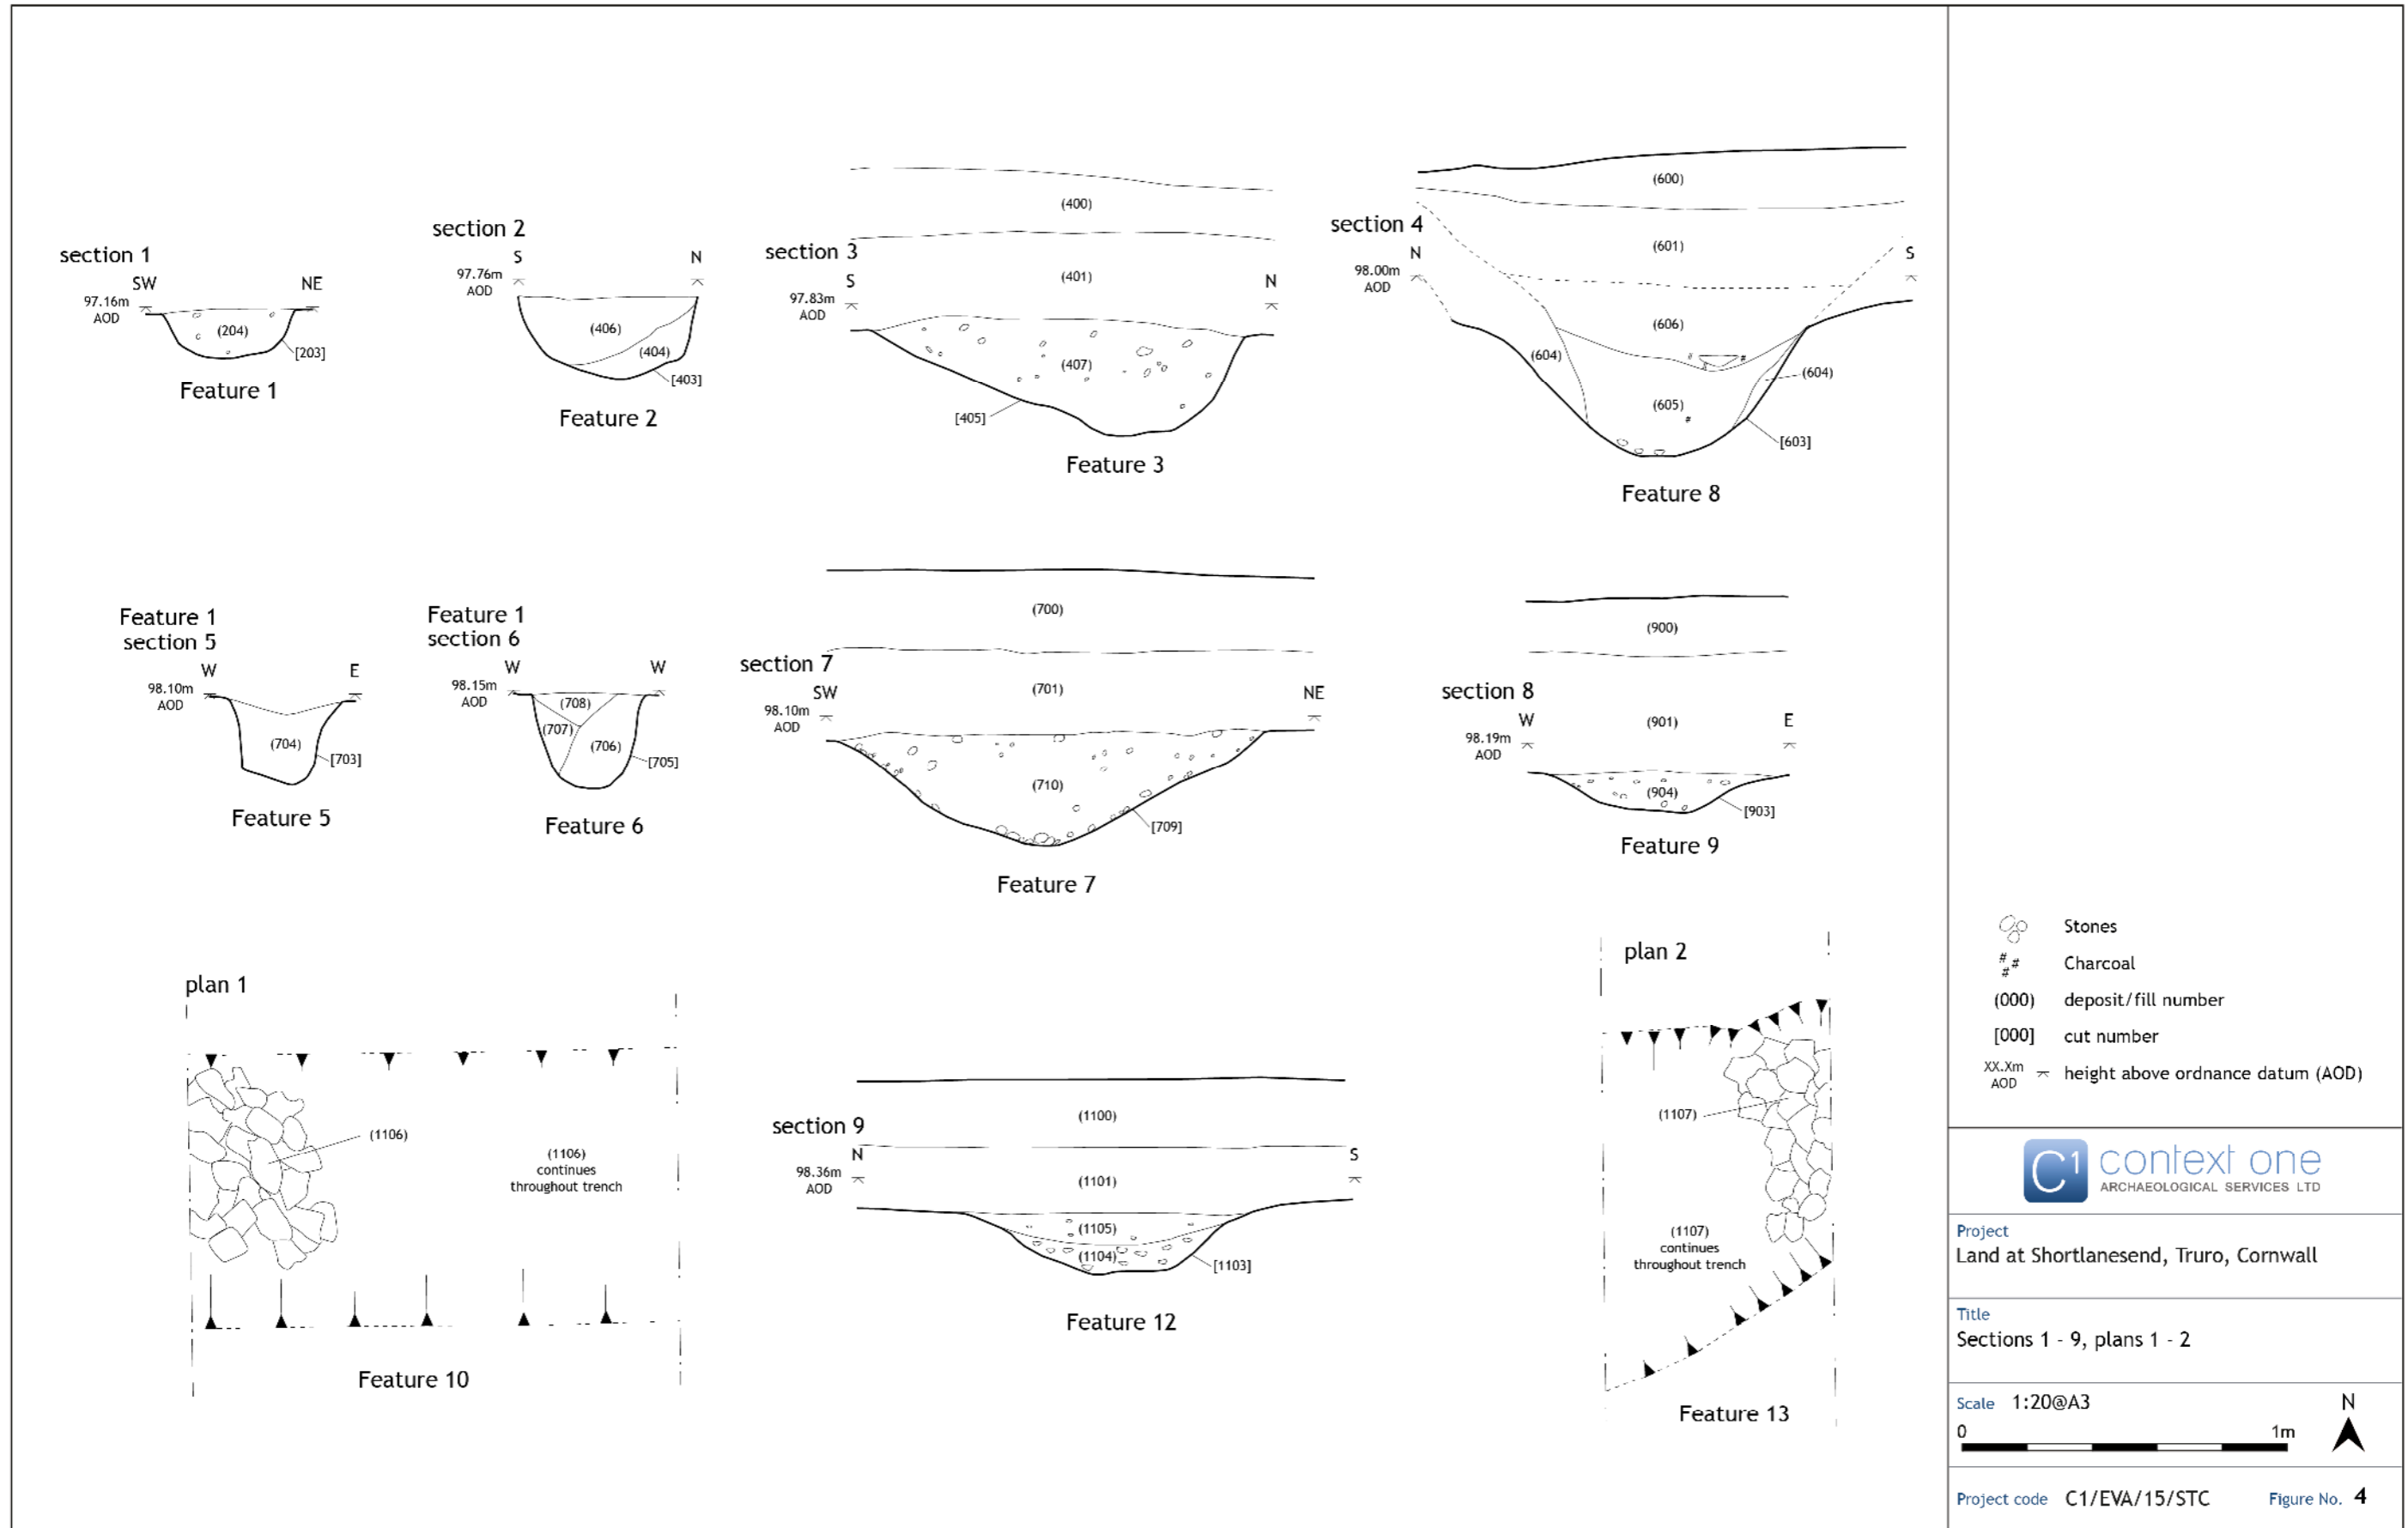 section 1
SW
NE
97.16m
AOD
(204)
[203]
Feature 1
section 2
S
N
97.76m
AOD
(406)
(404)
[403]
Feature 2
(400)
section 3
(401)
S
N
97.83m
AOD
(407)
[405]
Feature 3
(600)
section 4
(601)
N
S
98.00m
AOD
(606)
(604)
(604)
(605)
[603]
Feature 8
Feature 1
section 5
W
E
98.10m
AOD
(704)
[703]
Feature 5
Feature 1
section 6
W
W
98.15m
AOD
(708)
(707)
(706)
[705]
Feature 6
(700)
section 7
(701)
SW
NE
98.10m
AOD
(710)
[709]
Feature 7
(900)
section 8
W
(901)
E
98.19m
AOD
(904)
[903]
Feature 9
plan 1
(1106)
(1106)
continues
throughout trench
Feature 10
(1100)
section 9
N
S
98.36m
AOD
(1101)
(1105)
(1104)
[1103]
Feature 12
plan 2
(1107)
(1107)
continues
throughout trench
Feature 13
Stones
# # # Charcoal
(000) deposit/fill number
[000] cut number
XX.Xm
AOD
height above ordnance datum (AOD)
C1 context one
ARCHAEOLOGICAL SERVICES LTD
Project
Land at Shortlanesend, Truro, Cornwall
Title
Sections 1 - 9, plans 1 - 2
Scale 1:20@A3
N
0 1m
Project code C1/EVA/15/STC Figure No. 4